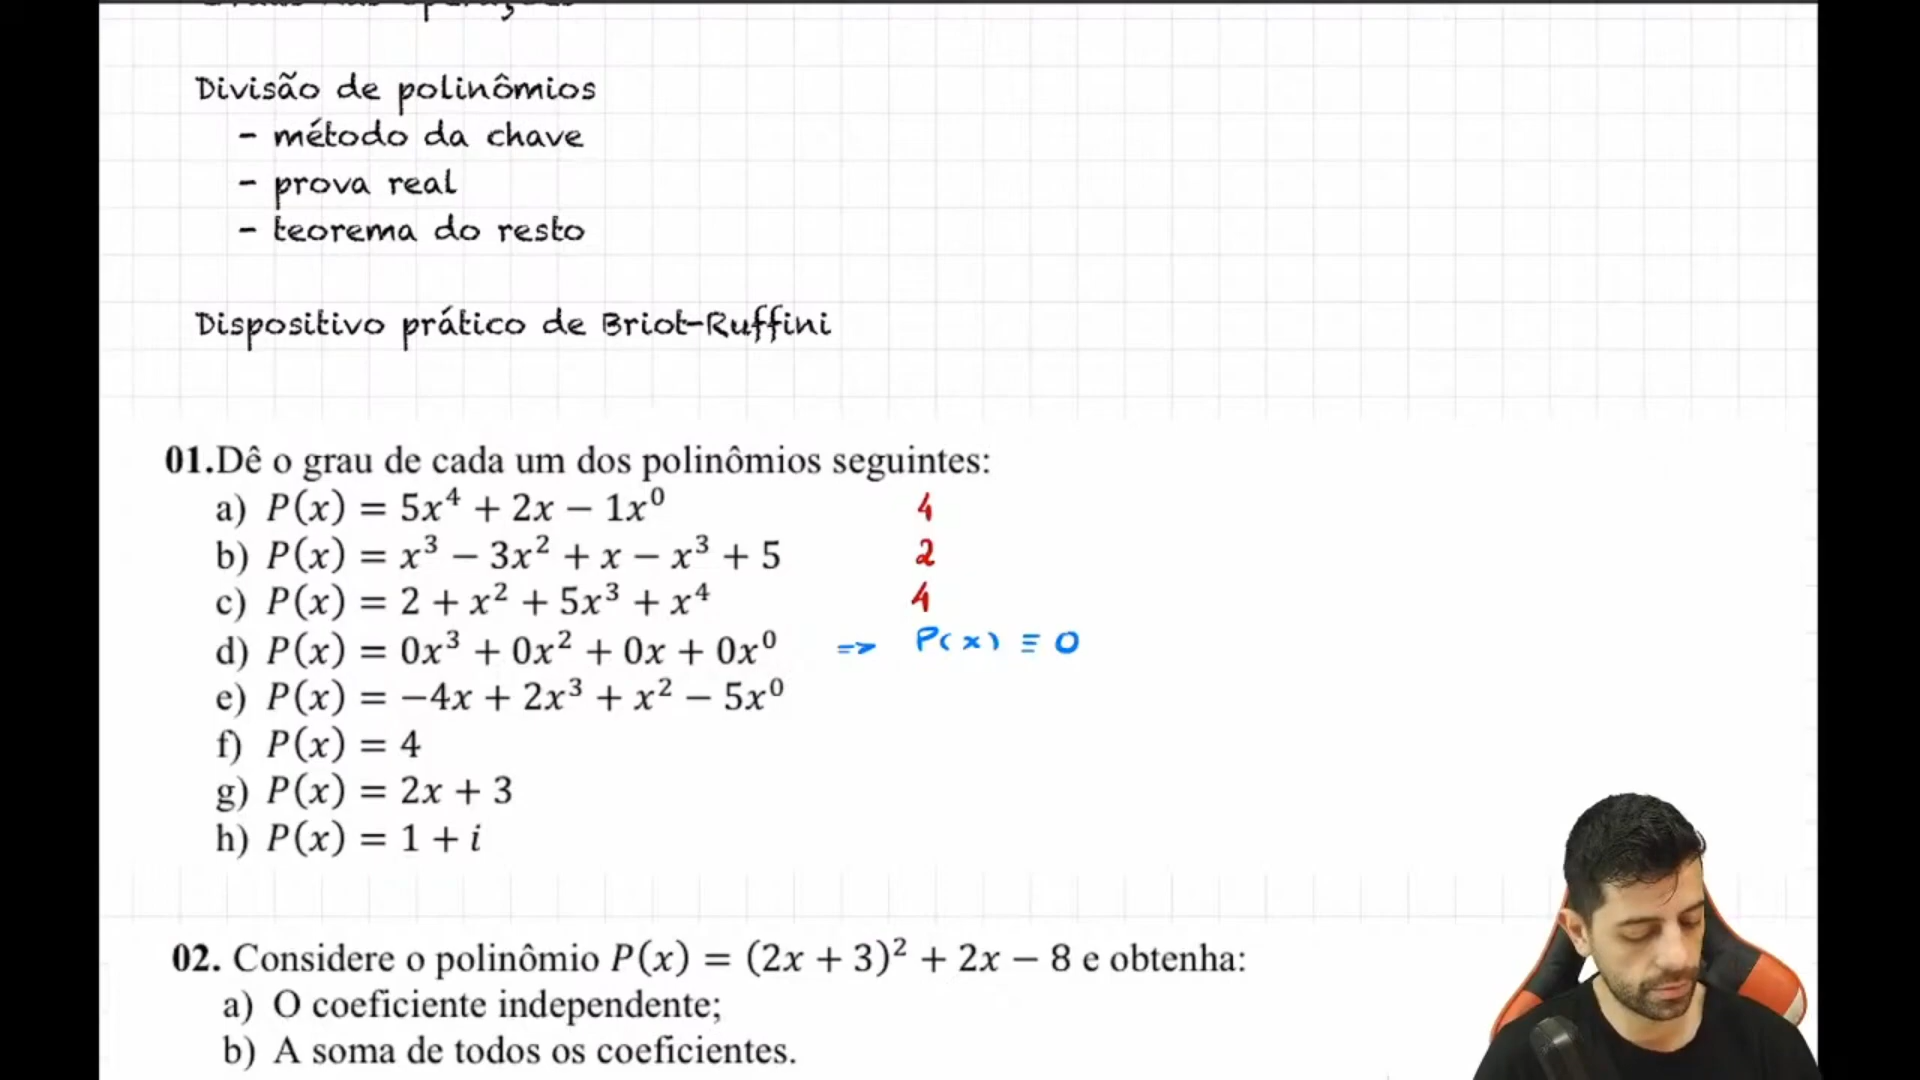 Divisão de polinômios
- método da chave
- prova real
- teorema do resto
Dispositivo prático de Briot-Ruffini
01.Dê o grau de cada um dos polinômios seguintes:
a) P(x) = 5x⁴ + 2x − 1x⁰ 4
b) P(x) = x³ − 3x² + x − x³ + 5 2
c) P(x) = 2 + x² + 5x³ + x⁴ 4
d) P(x) = 0x³ + 0x² + 0x + 0x⁰ => P(x) ≡ 0
e) P(x) = −4x + 2x³ + x² − 5x⁰
f) P(x) = 4
g) P(x) = 2x + 3
h) P(x) = 1 + i
02. Considere o polinômio P(x) = (2x + 3)² + 2x − 8 e obtenha:
a) O coeficiente independente;
b) A soma de todos os coeficientes.